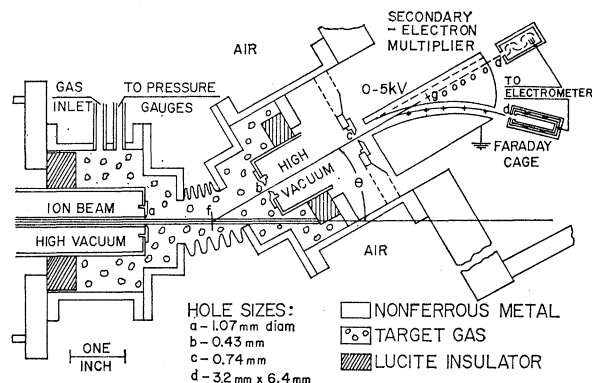 SECONDARY
- ELECTRON
MULTIPLIER
AIR
GAS
INLET
TO PRESSURE
GAUGES
0-5kV
TO
ELECTROMETER
FARADAY
CAGE
HIGH
VACUUM
θ
ION BEAM
HIGH VACUUM
f
AIR
HOLE SIZES:
a - 1.07 mm diam
b - 0.43 mm
c - 0.74 mm
d - 3.2 mm x 6.4 mm
ONE
INCH
NONFERROUS METAL
TARGET GAS
LUCITE INSULATOR